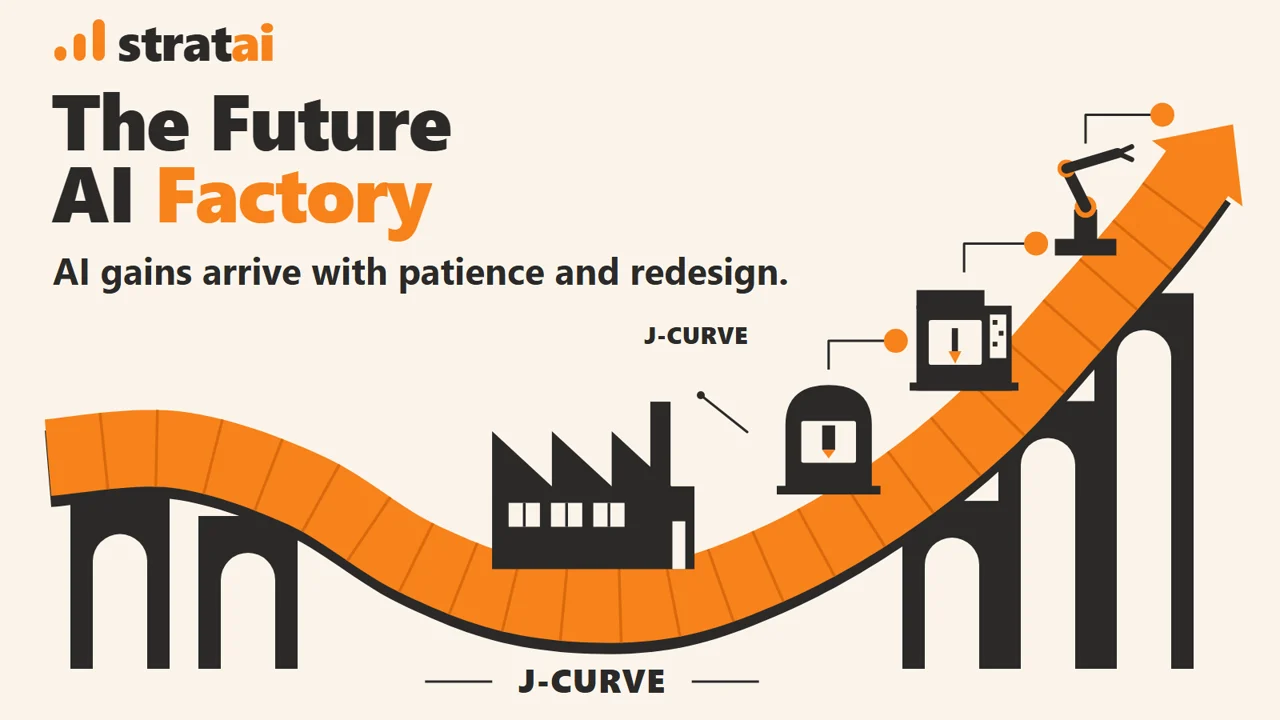 stratai
The Future
AI Factory
AI gains arrive with patience and redesign.
J-CURVE
J-CURVE